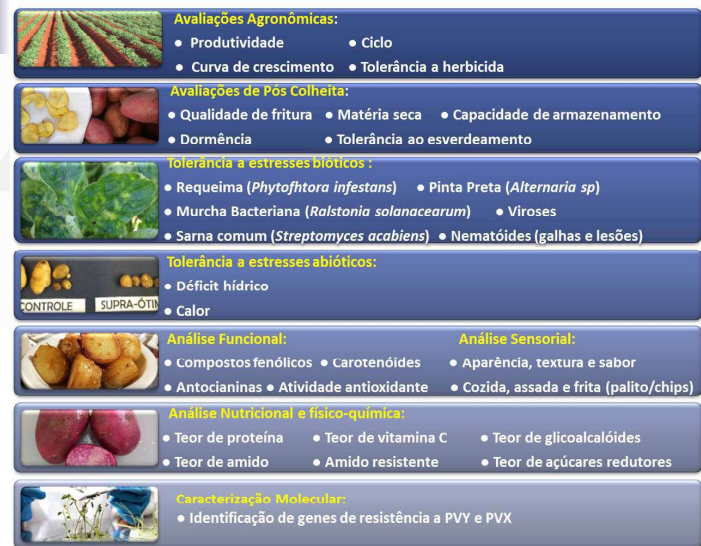 Avaliações Agronômicas:
● Produtividade ● Ciclo
● Curva de crescimento ● Tolerância a herbicida
Avaliações de Pós Colheita:
● Qualidade de fritura ● Matéria seca ● Capacidade de armazenamento
● Dormência ● Tolerância ao esverdeamento
Tolerância a estresses bióticos :
● Requeima (Phytofhtora infestans) ● Pinta Preta (Alternaria sp)
● Murcha Bacteriana (Ralstonia solanacearum) ● Viroses
● Sarna comum (Streptomyces acabiens) ● Nematóides (galhas e lesões)
Tolerância a estresses abióticos:
● Déficit hídrico
● Calor
CONTROLE SUPRA-ÓTIM
Análise Funcional: Análise Sensorial:
● Compostos fenólicos ● Carotenóides ● Aparência, textura e sabor
● Antocianinas ● Atividade antioxidante ● Cozida, assada e frita (palito/chips)
Análise Nutricional e físico-química:
● Teor de proteína ● Teor de vitamina C ● Teor de glicoalcalóides
● Teor de amido ● Amido resistente ● Teor de açúcares redutores
Caracterização Molecular:
● Identificação de genes de resistência a PVY e PVX